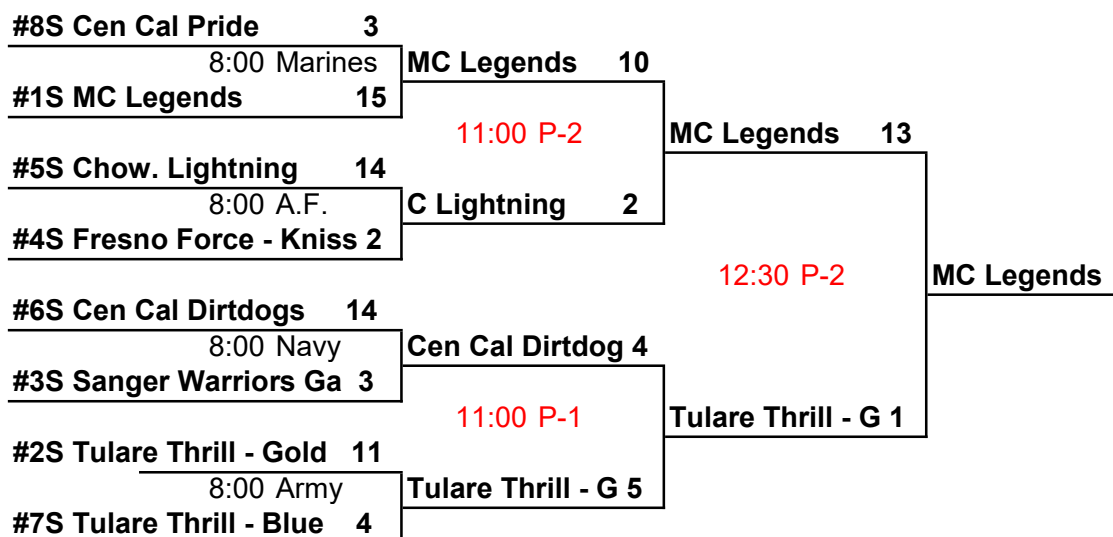 #8S Cen Cal Pride 3
8:00 Marines
#1S MC Legends 15
MC Legends 10
11:00 P-2
#5S Chow. Lightning 14
8:00 A.F.
#4S Fresno Force - Kniss 2
C Lightning 2
MC Legends 13
12:30 P-2
MC Legends
#6S Cen Cal Dirtdogs 14
8:00 Navy
#3S Sanger Warriors Ga 3
Cen Cal Dirtdog 4
11:00 P-1
Tulare Thrill - G 1
#2S Tulare Thrill - Gold 11
8:00 Army
#7S Tulare Thrill - Blue 4
Tulare Thrill - G 5